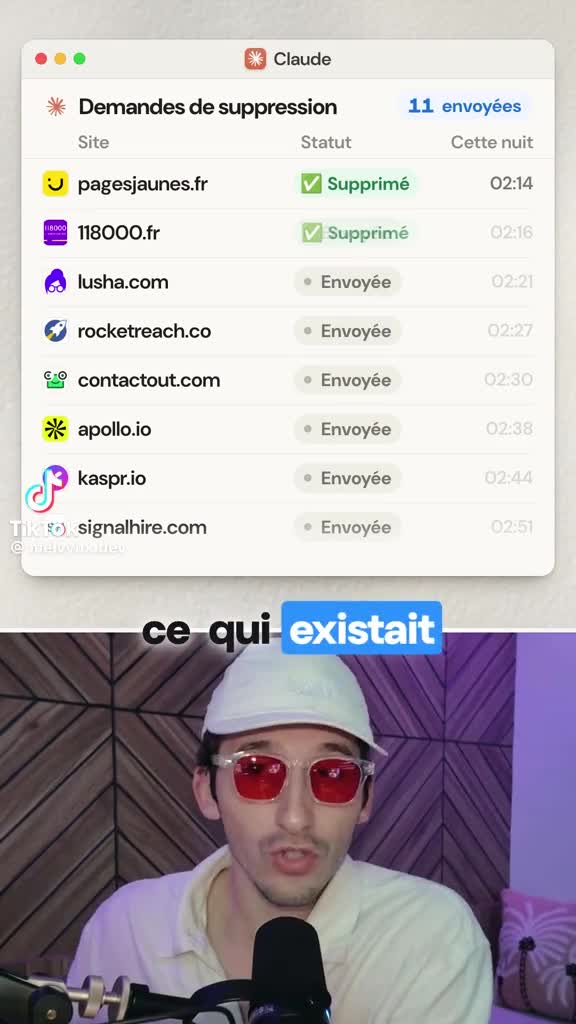 Claude
Demandes de suppression 11 envoyées
Site Statut Cette nuit
pagesjaunes.fr ✅ Supprimé 02:14
118000 118000.fr ✅ Supprimé 02:16
lusha.com Envoyée 02:21
rocketreach.co Envoyée 02:27
contactout.com Envoyée 02:30
apollo.io Envoyée 02:38
kaspr.io Envoyée 02:44
signalhire.com Envoyée 02:51
TikTok
ce qui existait